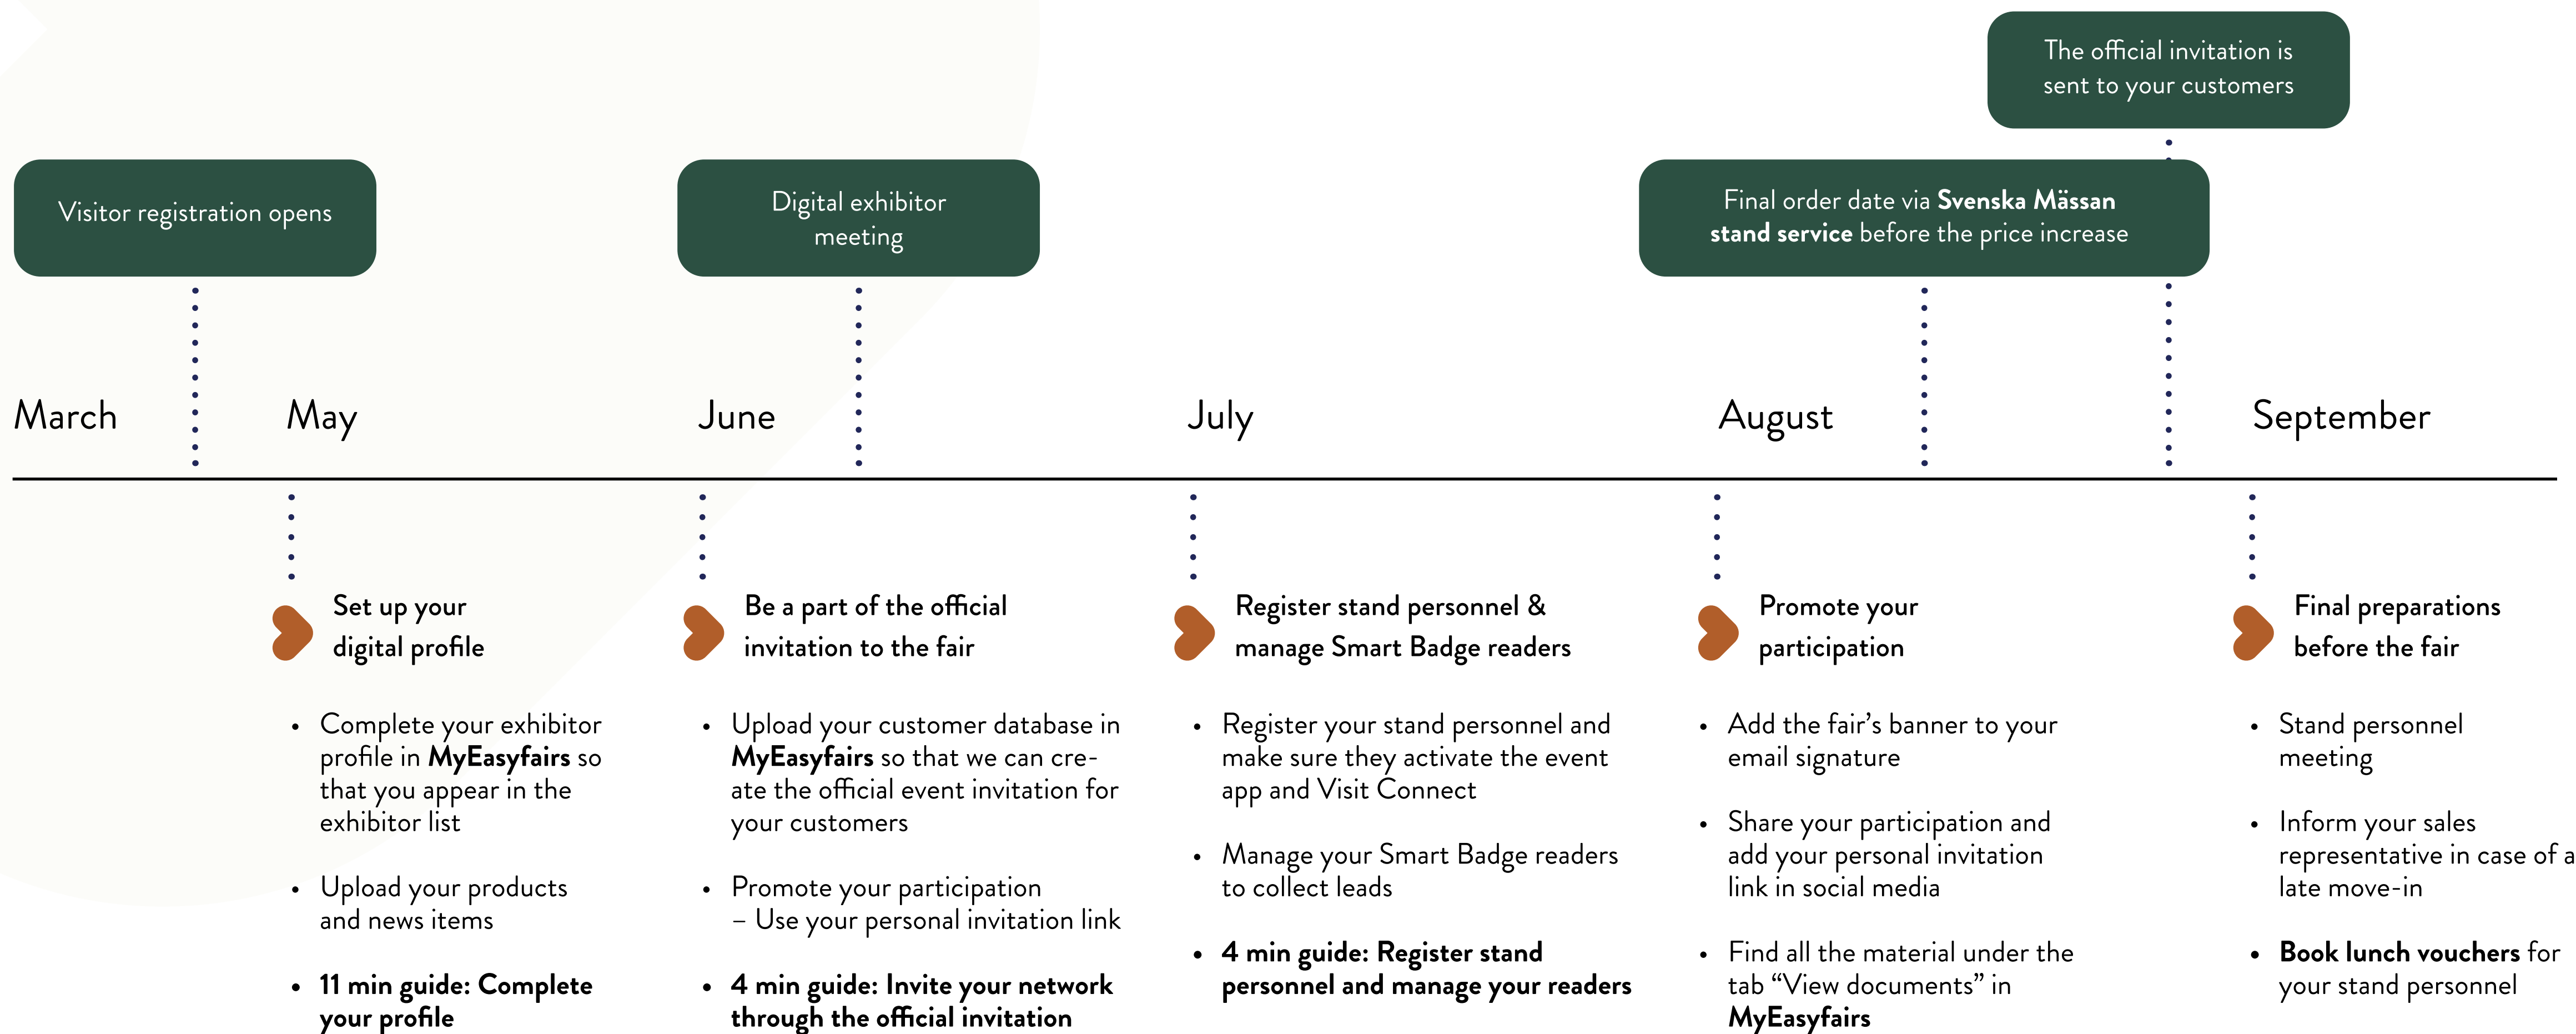 The official invitation is
sent to your customers
Visitor registration opens
Digital exhibitor
meeting
Final order date via Svenska Mässan
stand service before the price increase
March
May
June
July
August
September
Set up your
digital profile
• Complete your exhibitor
profile in MyEasyfairs so
that you appear in the
exhibitor list
• Upload your products
and news items
• 11 min guide: Complete
your profile
Be a part of the official
invitation to the fair
• Upload your customer database in
MyEasyfairs so that we can cre-
ate the official event invitation for
your customers
• Promote your participation
– Use your personal invitation link
• 4 min guide: Invite your network
through the official invitation
Register stand personnel &
manage Smart Badge readers
• Register your stand personnel and
make sure they activate the event
app and Visit Connect
• Manage your Smart Badge readers
to collect leads
• 4 min guide: Register stand
personnel and manage your readers
Promote your
participation
• Add the fair’s banner to your
email signature
• Share your participation and
add your personal invitation
link in social media
• Find all the material under the
tab “View documents” in
MyEasyfairs
Final preparations
before the fair
• Stand personnel
meeting
• Inform your sales
representative in case of a
late move-in
• Book lunch vouchers for
your stand personnel